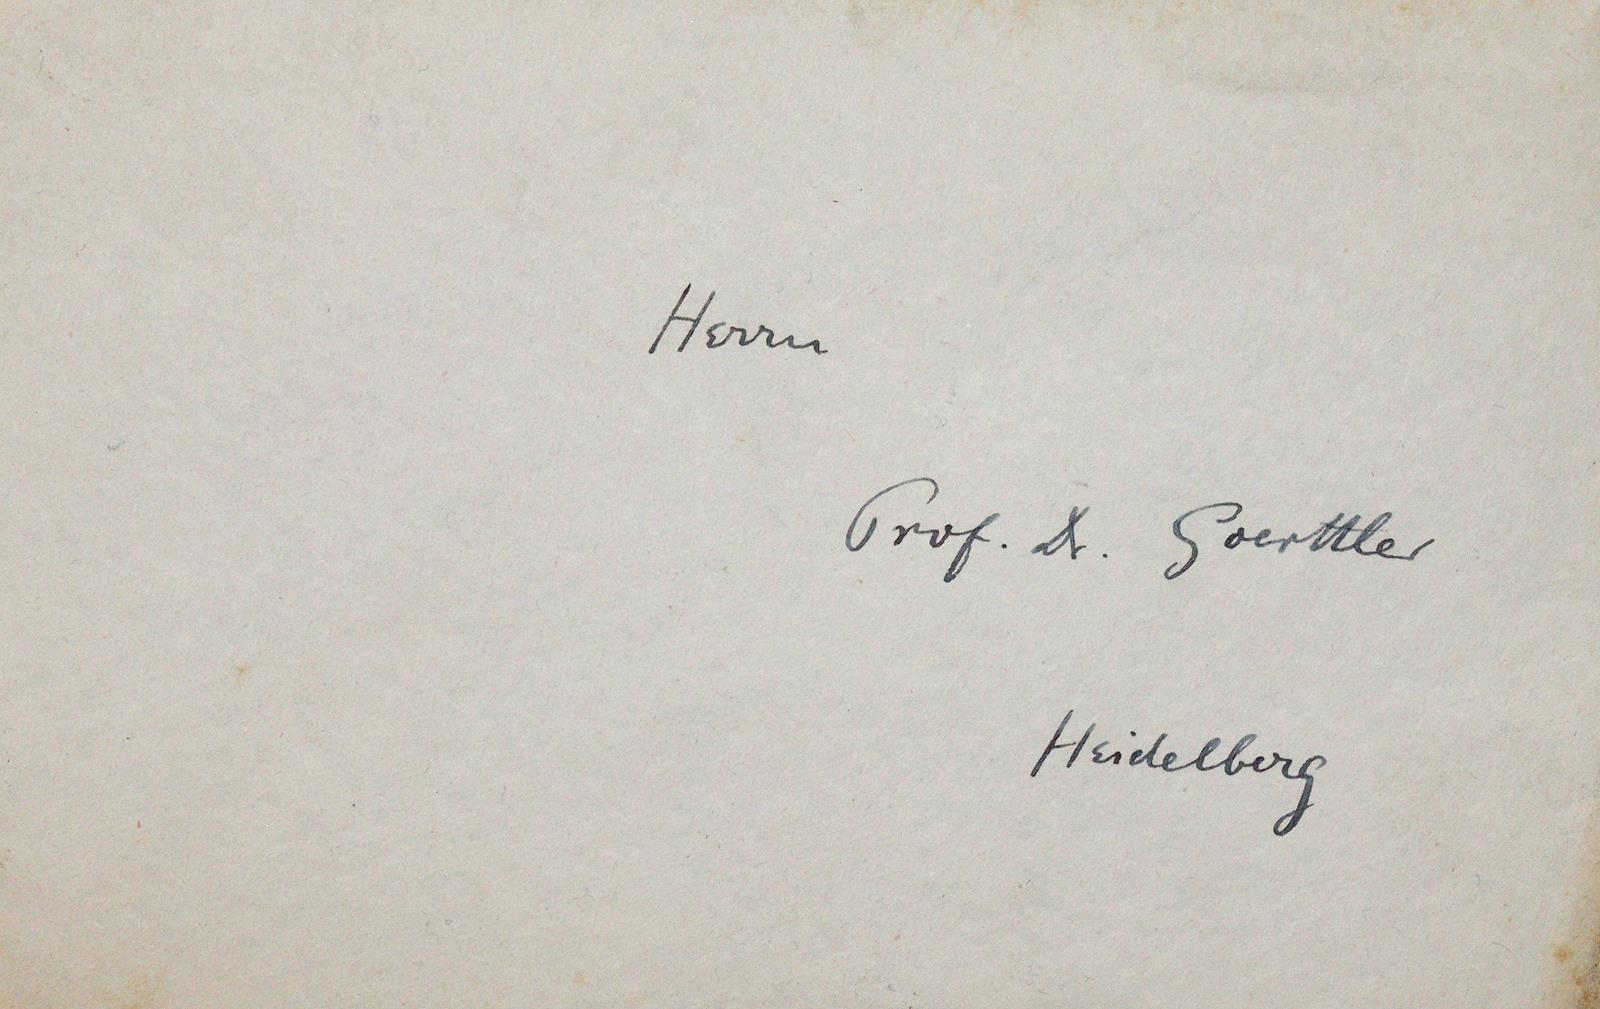 Herrn
Prof. Dr. Goerttler
Heidelberg